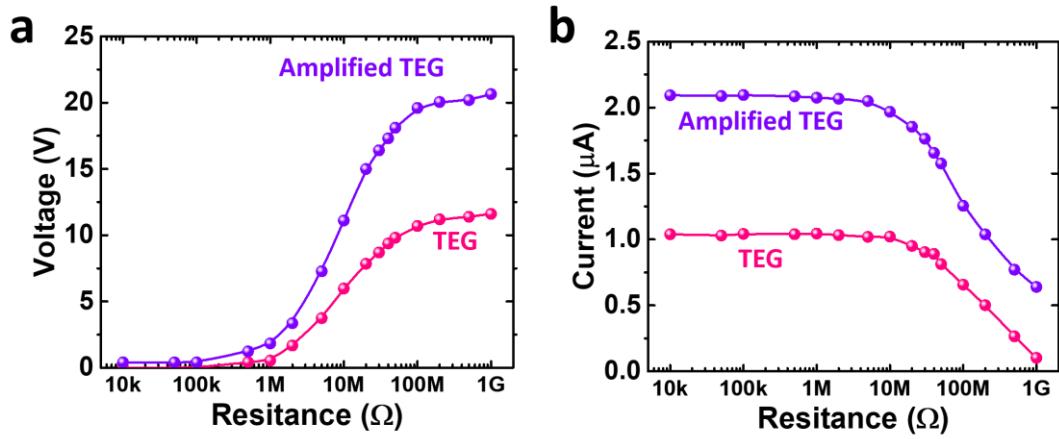 a
25
20
15
10
5
0
Voltage (V)
Amplified TEG
TEG
10k 100k 1M 10M 100M 1G
Resitance (Ω)
b
2.5
2.0
1.5
1.0
0.5
0.0
Current (μA)
Amplified TEG
TEG
10k 100k 1M 10M 100M 1G
Resitance (Ω)